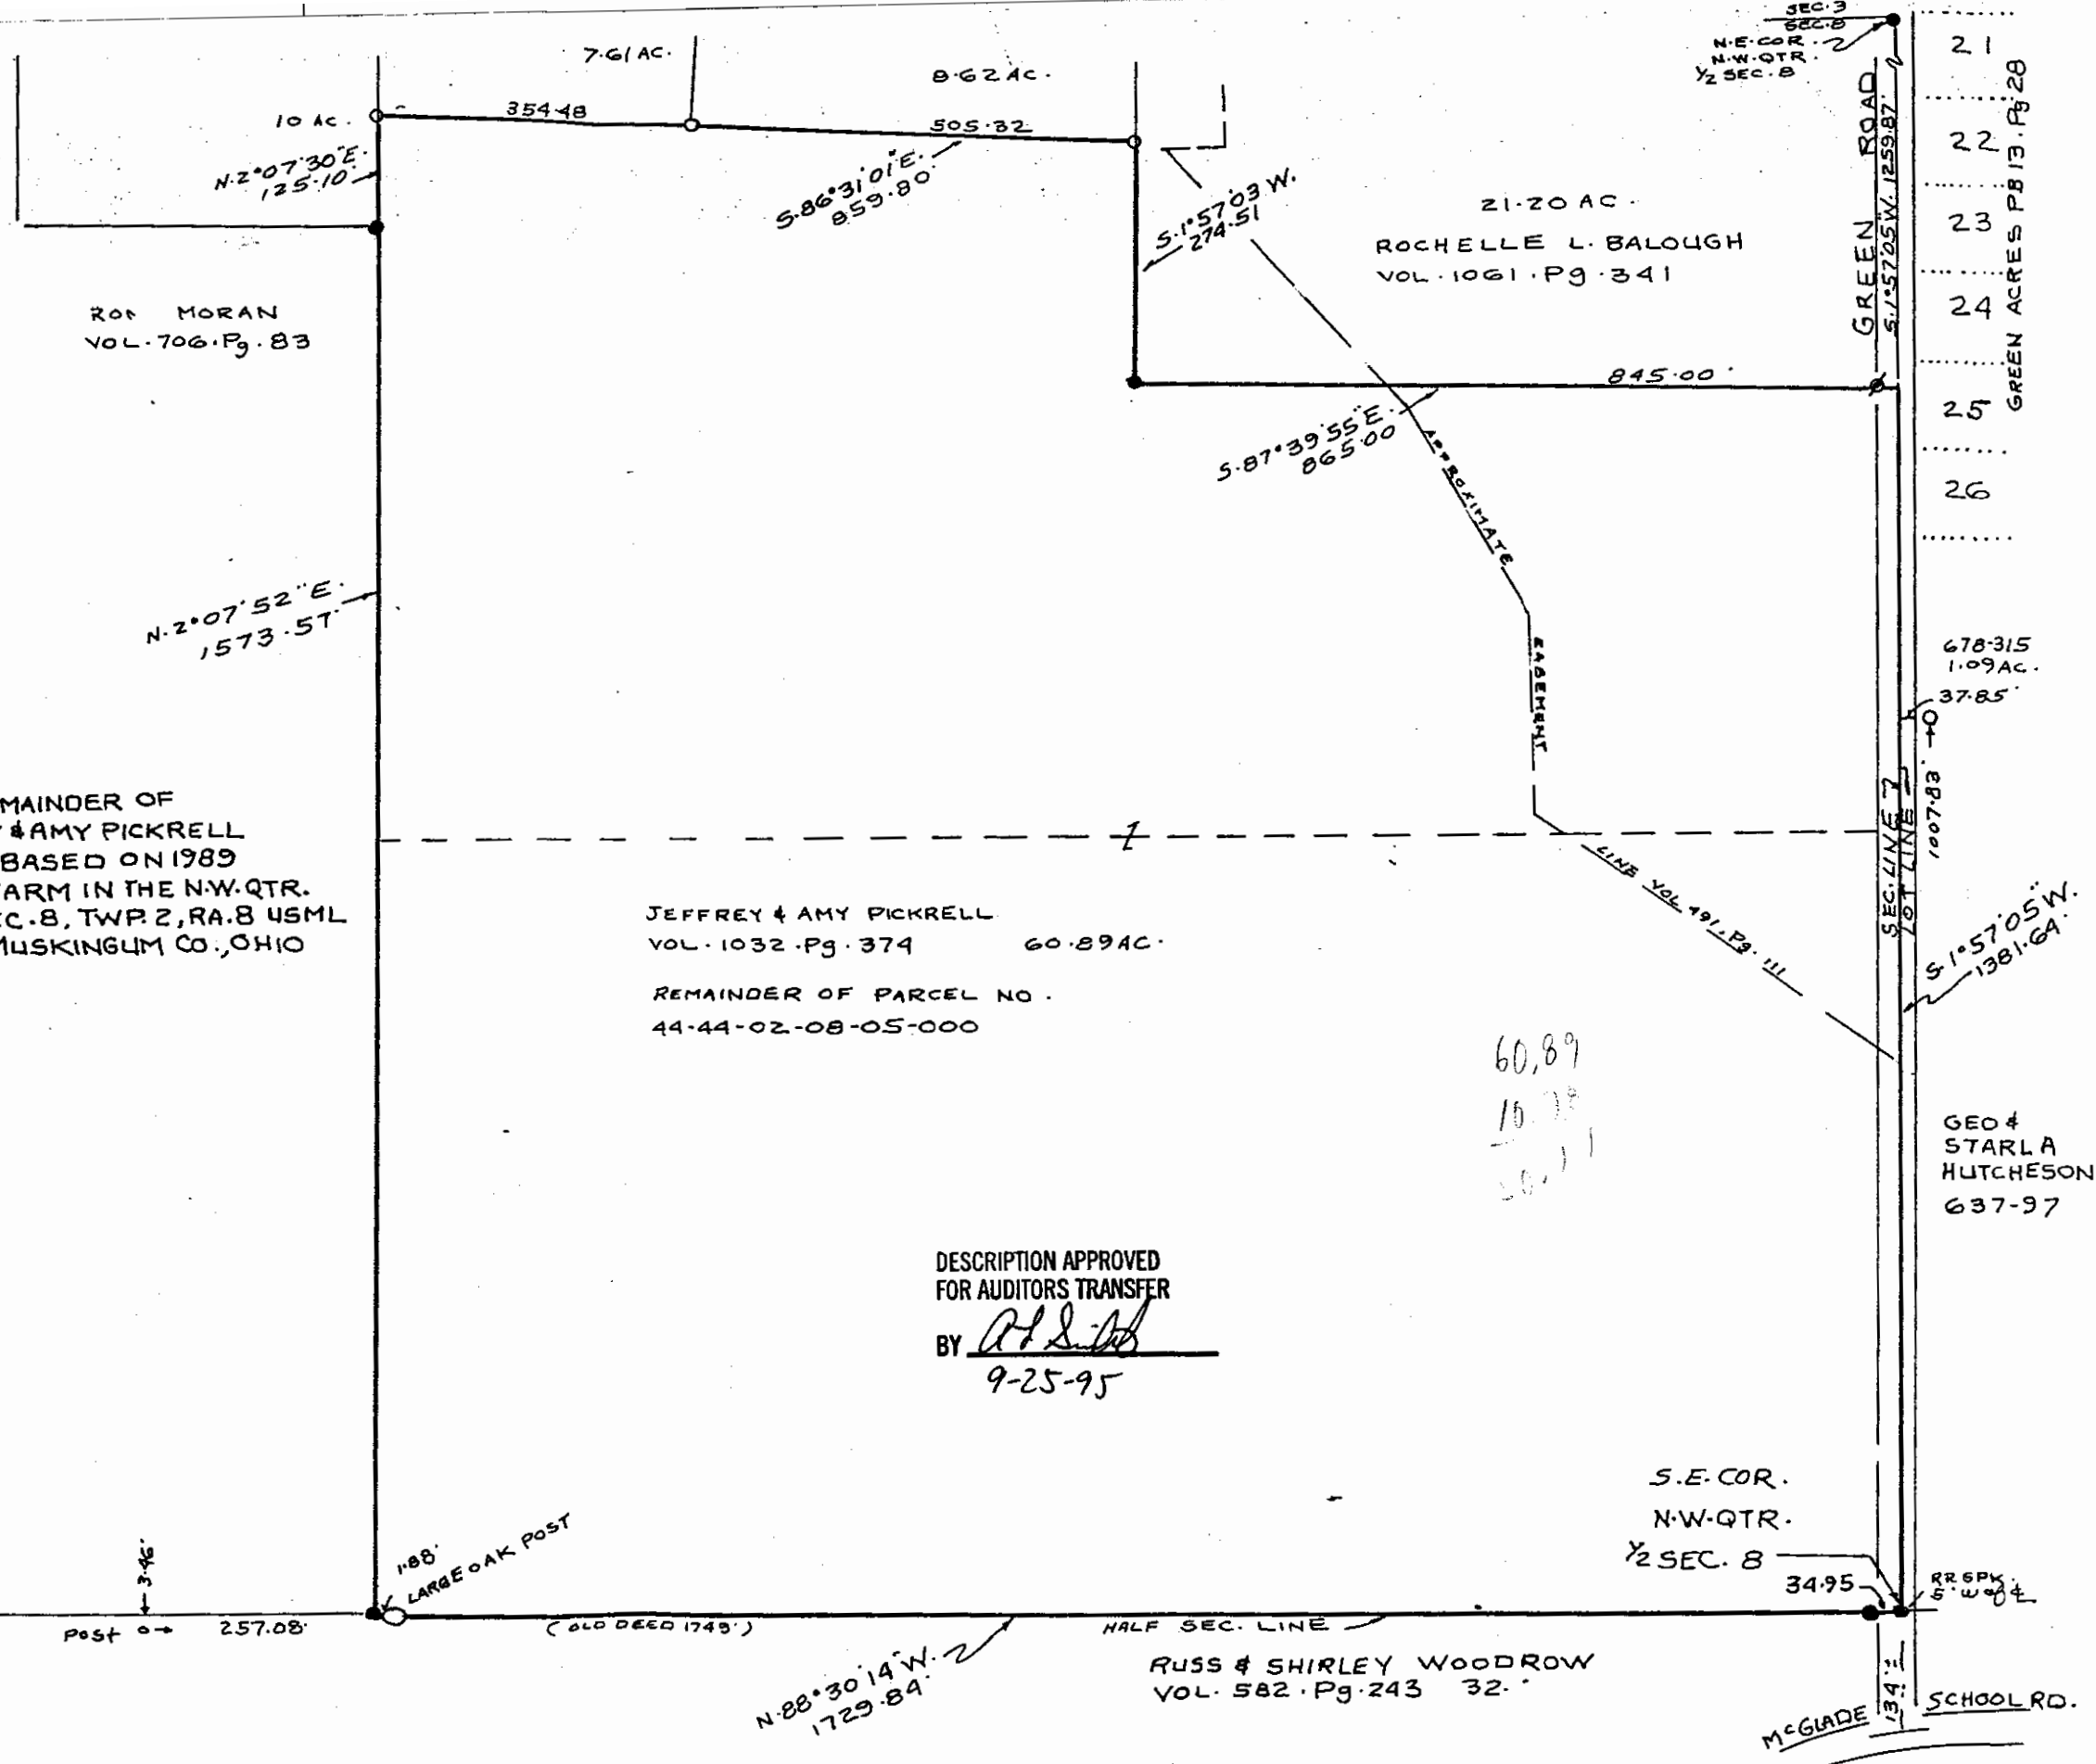 SEC. 3
SEC. 8
N.E. COR.
N.W. QTR.
1/2 SEC. 8
7.61 AC.
8.62 AC.
10 AC.
354.48
505.32
N. 2° 07' 30" E.
125.10'
S. 86° 31' 01" E.
859.80'
S. 1° 57' 03 W.
274.51
21.20 AC.
ROCHELLE L. BALOUGH
VOL. 1061. Pg. 341
GREEN ROAD
S. 1° 57' 05 W. 1259.87'
21
22
23
24
25
26
GREEN ACRES PB 13. Pg 28
RON MORAN
VOL. 706. Pg. 83
845.00'
S. 87° 39' 55" E.
865.00
APPROXIMATE
EASEMENT
LINE VOL 491. Pg. 111
N. 2° 07' 52" E.
1573.57'
678-315
1.09 AC.
37.85'
1007.83
SEC. LINE
LOT LINE
S. 1° 57' 05" W.
1381.64'
MAINDER OF
Y & AMY PICKRELL
BASED ON 1989
ARM IN THE N.W. QTR.
C. 8, TWP. 2, RA. 8 USML
MUSKINGUM CO., OHIO
JEFFREY & AMY PICKRELL
VOL. 1032. Pg. 374 60.89 AC.
REMAINDER OF PARCEL NO.
44-44-02-08-05-000
60,89
GEO &
STARLA
HUTCHESON
637-97
DESCRIPTION APPROVED
FOR AUDITORS TRANSFER
BY
9-25-95
S.E. COR.
N.W. QTR.
1/2 SEC. 8
34.95
RR SPK.
5' W of ℄
3.46'
1.88'
LARGE OAK POST
Post
257.08'
(OLD DEED 1749')
HALF SEC. LINE
N. 88° 30' 14" W.
1729.84'
RUSS & SHIRLEY WOODROW
VOL. 582. Pg. 243 32.
134'±
McGLADE SCHOOL RD.